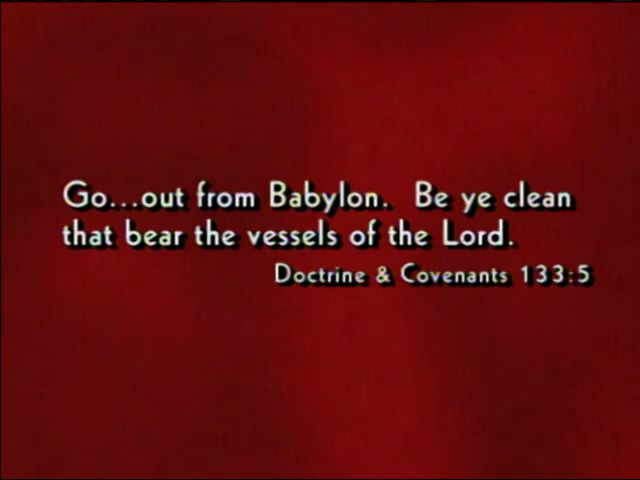 Go...out from Babylon. Be ye clean
that bear the vessels of the Lord.
Doctrine & Covenants 133:5